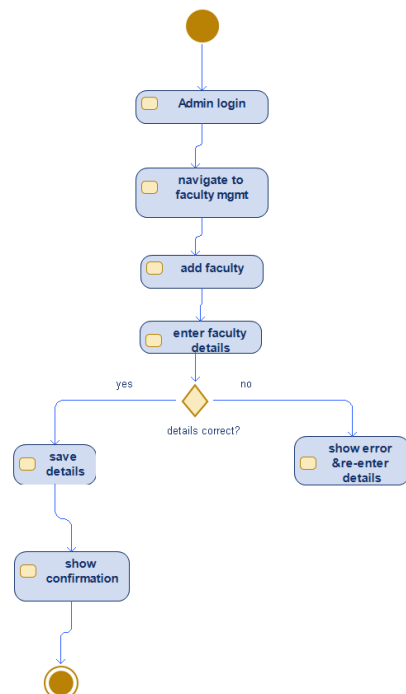 Admin login
navigate to
faculty mgmt
add faculty
enter faculty
details
yes
no
details correct?
save
details
show error
&re-enter
details
show
confirmation